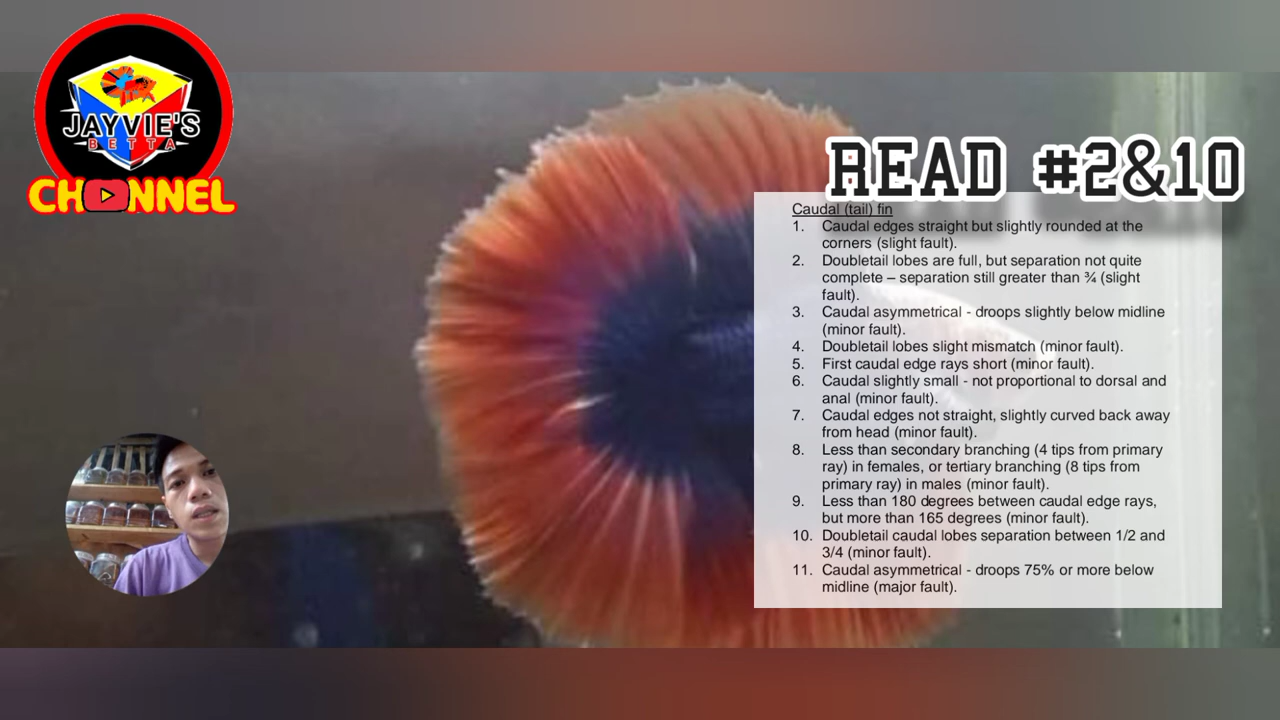 JAYVIE'S
BETTA
CHANNEL
READ #2&10
Caudal (tail) fin
1. Caudal edges straight but slightly rounded at the
corners (slight fault).
2. Doubletail lobes are full, but separation not quite
complete – separation still greater than ¾ (slight
fault).
3. Caudal asymmetrical - droops slightly below midline
(minor fault).
4. Doubletail lobes slight mismatch (minor fault).
5. First caudal edge rays short (minor fault).
6. Caudal slightly small - not proportional to dorsal and
anal (minor fault).
7. Caudal edges not straight, slightly curved back away
from head (minor fault).
8. Less than secondary branching (4 tips from primary
ray) in females, or tertiary branching (8 tips from
primary ray) in males (minor fault).
9. Less than 180 degrees between caudal edge rays,
but more than 165 degrees (minor fault).
10. Doubletail caudal lobes separation between 1/2 and
3/4 (minor fault).
11. Caudal asymmetrical - droops 75% or more below
midline (major fault).